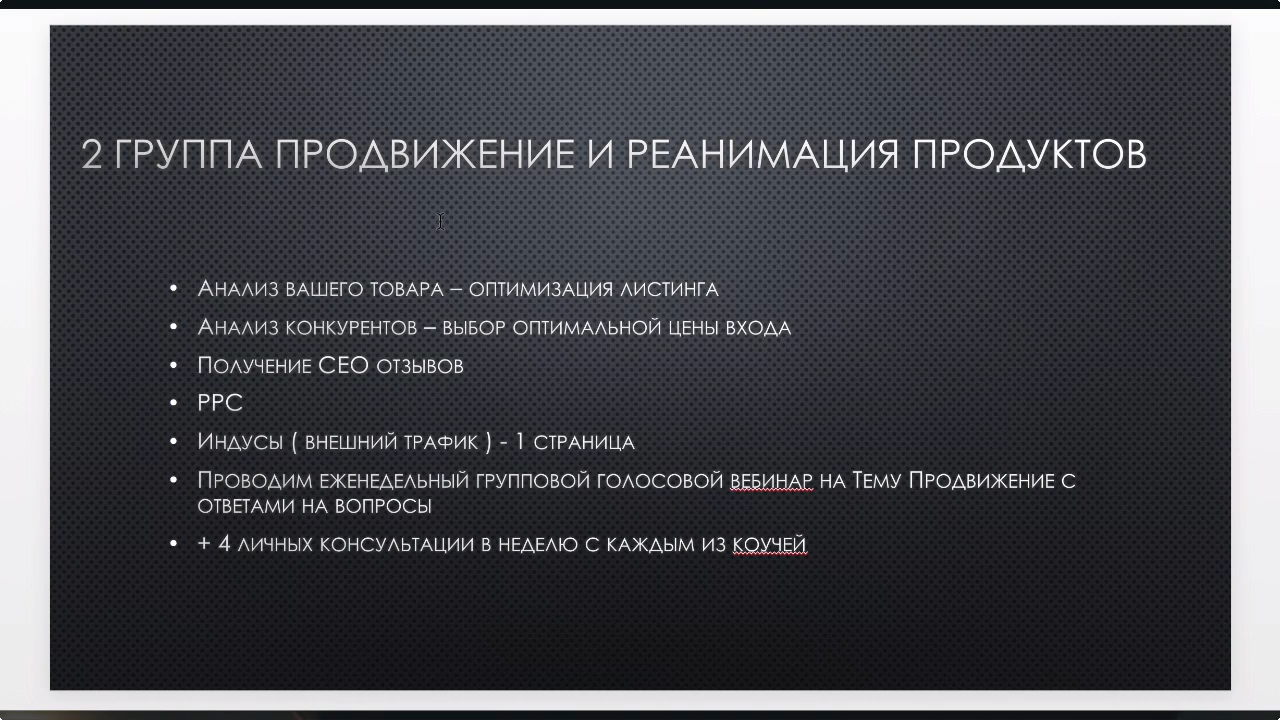 2 ГРУППА ПРОДВИЖЕНИЕ И РЕАНИМАЦИЯ ПРОДУКТОВ
• Анализ вашего товара – оптимизация листинга
• Анализ конкурентов – выбор оптимальной цены входа
• Получение СЕО отзывов
• PPC
• Индусы ( внешний трафик ) - 1 страница
• Проводим еженедельный групповой голосовой вебинар на Тему Продвижение с
ответами на вопросы
• + 4 личных консультации в неделю с каждым из коучей